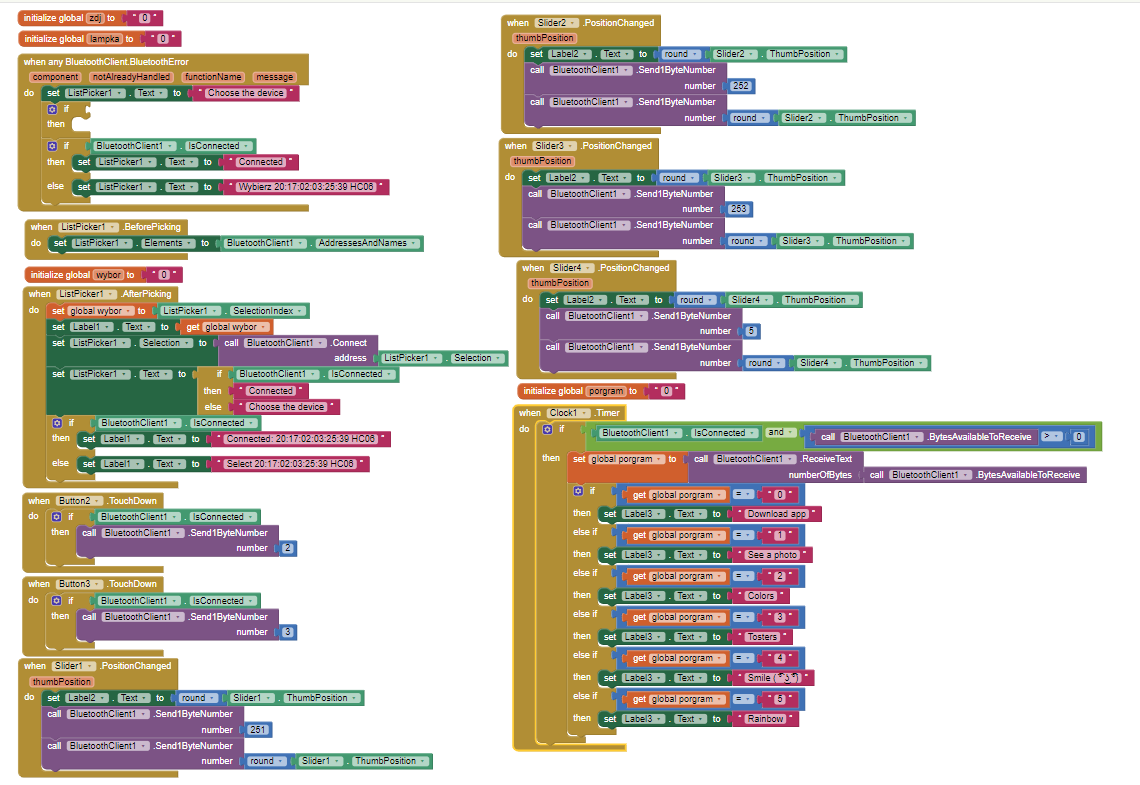 initialize global zdj to " 0 "
initialize global lampka to " 0 "
when any BluetoothClient.BluetoothError
component notAlreadyHandled functionName message
do set ListPicker1 . Text to " Choose the device "
if
then
if BluetoothClient1 . IsConnected
then set ListPicker1 . Text to " Connected "
else set ListPicker1 . Text to " Wybierz 20:17:02:03:25:39 HC06 "
when ListPicker1 .BeforePicking
do set ListPicker1 . Elements to BluetoothClient1 . AddressesAndNames
initialize global wybor to " 0 "
when ListPicker1 .AfterPicking
do set global wybor to ListPicker1 . SelectionIndex
set Label1 . Text to get global wybor
set ListPicker1 . Selection to call BluetoothClient1 .Connect
address ListPicker1 . Selection
set ListPicker1 . Text to if BluetoothClient1 . IsConnected
then " Connected "
else " Choose the device "
if BluetoothClient1 . IsConnected
then set Label1 . Text to " Connected: 20:17:02:03:25:39 HC06 "
else set Label1 . Text to " Select 20:17:02:03:25:39 HC06 "
when Button2 .TouchDown
do if BluetoothClient1 . IsConnected
then call BluetoothClient1 .Send1ByteNumber
number 2
when Button3 .TouchDown
do if BluetoothClient1 . IsConnected
then call BluetoothClient1 .Send1ByteNumber
number 3
when Slider1 .PositionChanged
thumbPosition
do set Label2 . Text to round Slider1 . ThumbPosition
call BluetoothClient1 .Send1ByteNumber
number 251
call BluetoothClient1 .Send1ByteNumber
number round Slider1 . ThumbPosition
when Slider2 .PositionChanged
thumbPosition
do set Label2 . Text to round Slider2 . ThumbPosition
call BluetoothClient1 .Send1ByteNumber
number 252
call BluetoothClient1 .Send1ByteNumber
number round Slider2 . ThumbPosition
when Slider3 .PositionChanged
thumbPosition
do set Label2 . Text to round Slider3 . ThumbPosition
call BluetoothClient1 .Send1ByteNumber
number 253
call BluetoothClient1 .Send1ByteNumber
number round Slider3 . ThumbPosition
when Slider4 .PositionChanged
thumbPosition
do set Label2 . Text to round Slider4 . ThumbPosition
call BluetoothClient1 .Send1ByteNumber
number 5
call BluetoothClient1 .Send1ByteNumber
number round Slider4 . ThumbPosition
initialize global porgram to " 0 "
when Clock1 .Timer
do if BluetoothClient1 . IsConnected and call BluetoothClient1 .BytesAvailableToReceive > 0
then set global porgram to call BluetoothClient1 .ReceiveText
numberOfBytes call BluetoothClient1 .BytesAvailableToReceive
if get global porgram = " 0 "
then set Label3 . Text to " Download app "
else if get global porgram = " 1 "
then set Label3 . Text to " See a photo "
else if get global porgram = " 2 "
then set Label3 . Text to " Colors "
else if get global porgram = " 3 "
then set Label3 . Text to " Tosters "
else if get global porgram = " 4 "
then set Label3 . Text to " Smile
else if get global porgram = " 5 "
then set Label3 . Text to " Rainbow "